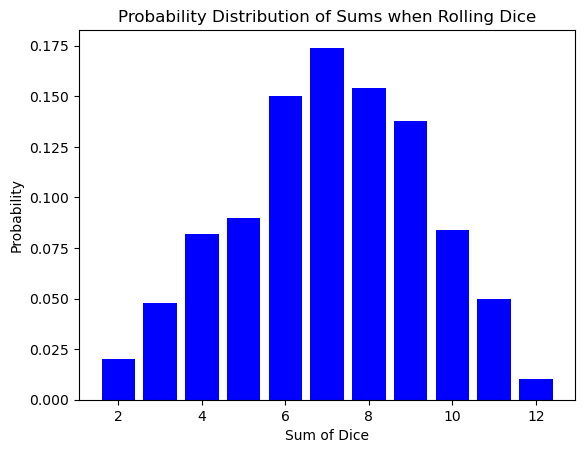 Probability Distribution of Sums when Rolling Dice
0.175
0.150
0.125
0.100
0.075
0.050
0.025
0.000
Probability
2 4 6 8 10 12
Sum of Dice